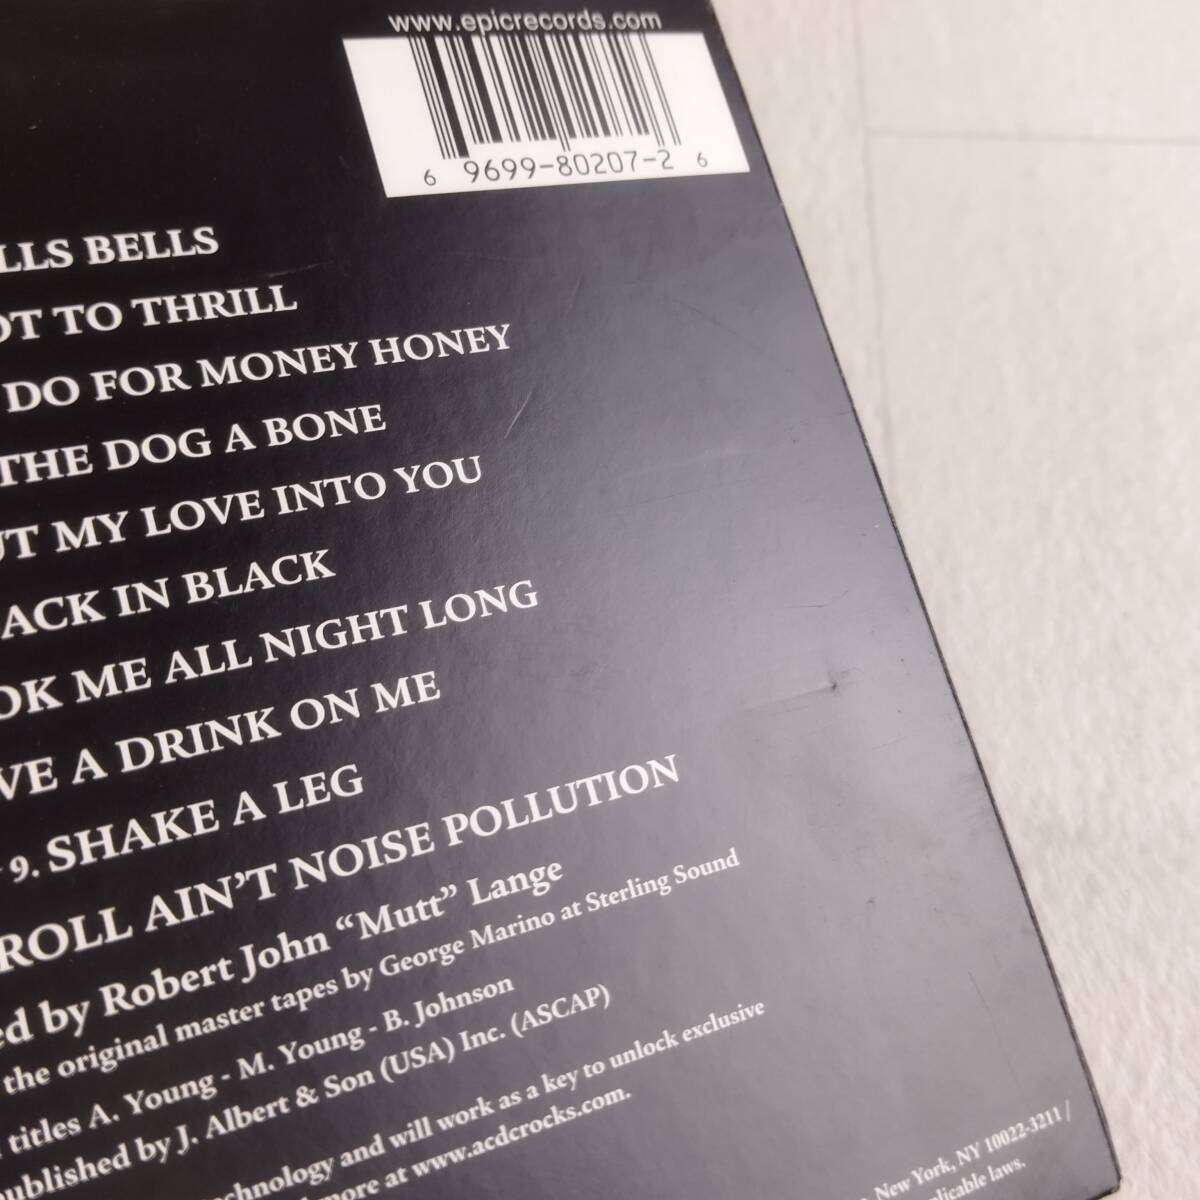 www.epicrecords.com
6 9699-80207-2 6
LLS BELLS
OT TO THRILL
DO FOR MONEY HONEY
THE DOG A BONE
UT MY LOVE INTO YOU
ACK IN BLACK
OK ME ALL NIGHT LONG
VE A DRINK ON ME
9. SHAKE A LEG
ROLL AIN'T NOISE POLLUTION
ed by Robert John “Mutt” Lange
the original master tapes by George Marino at Sterling Sound
titles A. Young - M. Young - B. Johnson
published by J. Albert & Son (USA) Inc. (ASCAP)
chnology and will work as a key to unlock exclusive
more at www.acdcrocks.com.
New York, NY 10022-3211 /
plicable laws.